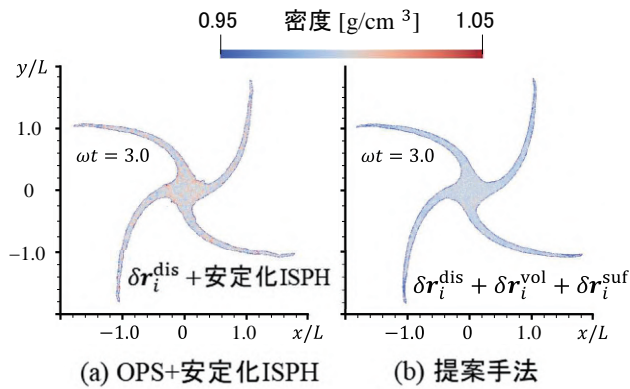 0.95 密度 [g/cm ³] 1.05
y/L
1.0
0
−1.0
ωt = 3.0
ωt = 3.0
δr_i^dis +安定化ISPH
δr_i^dis + δr_i^vol + δr_i^suf
−1.0 0 1.0 x/L
−1.0 0 1.0 x/L
(a) OPS+安定化ISPH
(b) 提案手法